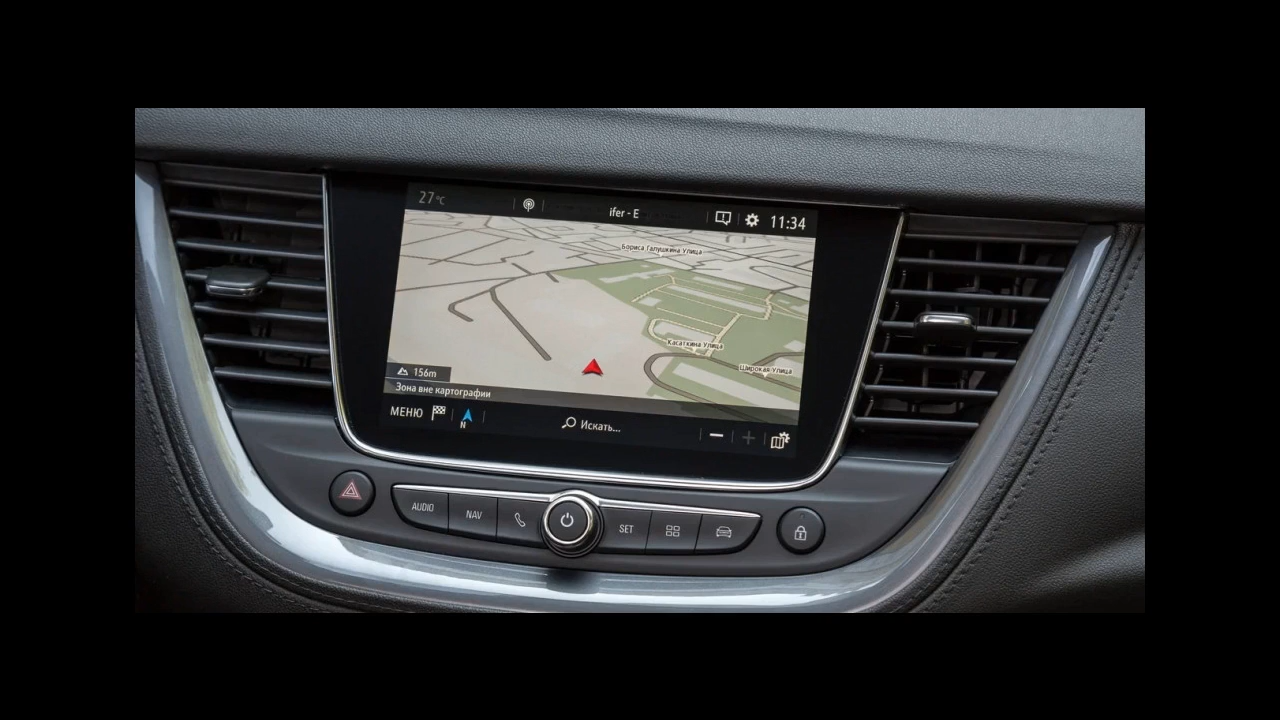 27°C
ifer - E
11:34
Бориса Галушкина Улица
Касаткина Улица
Широкая Улица
156m
Зона вне картографии
МЕНЮ
N
Искать...
AUDIO
NAV
SET